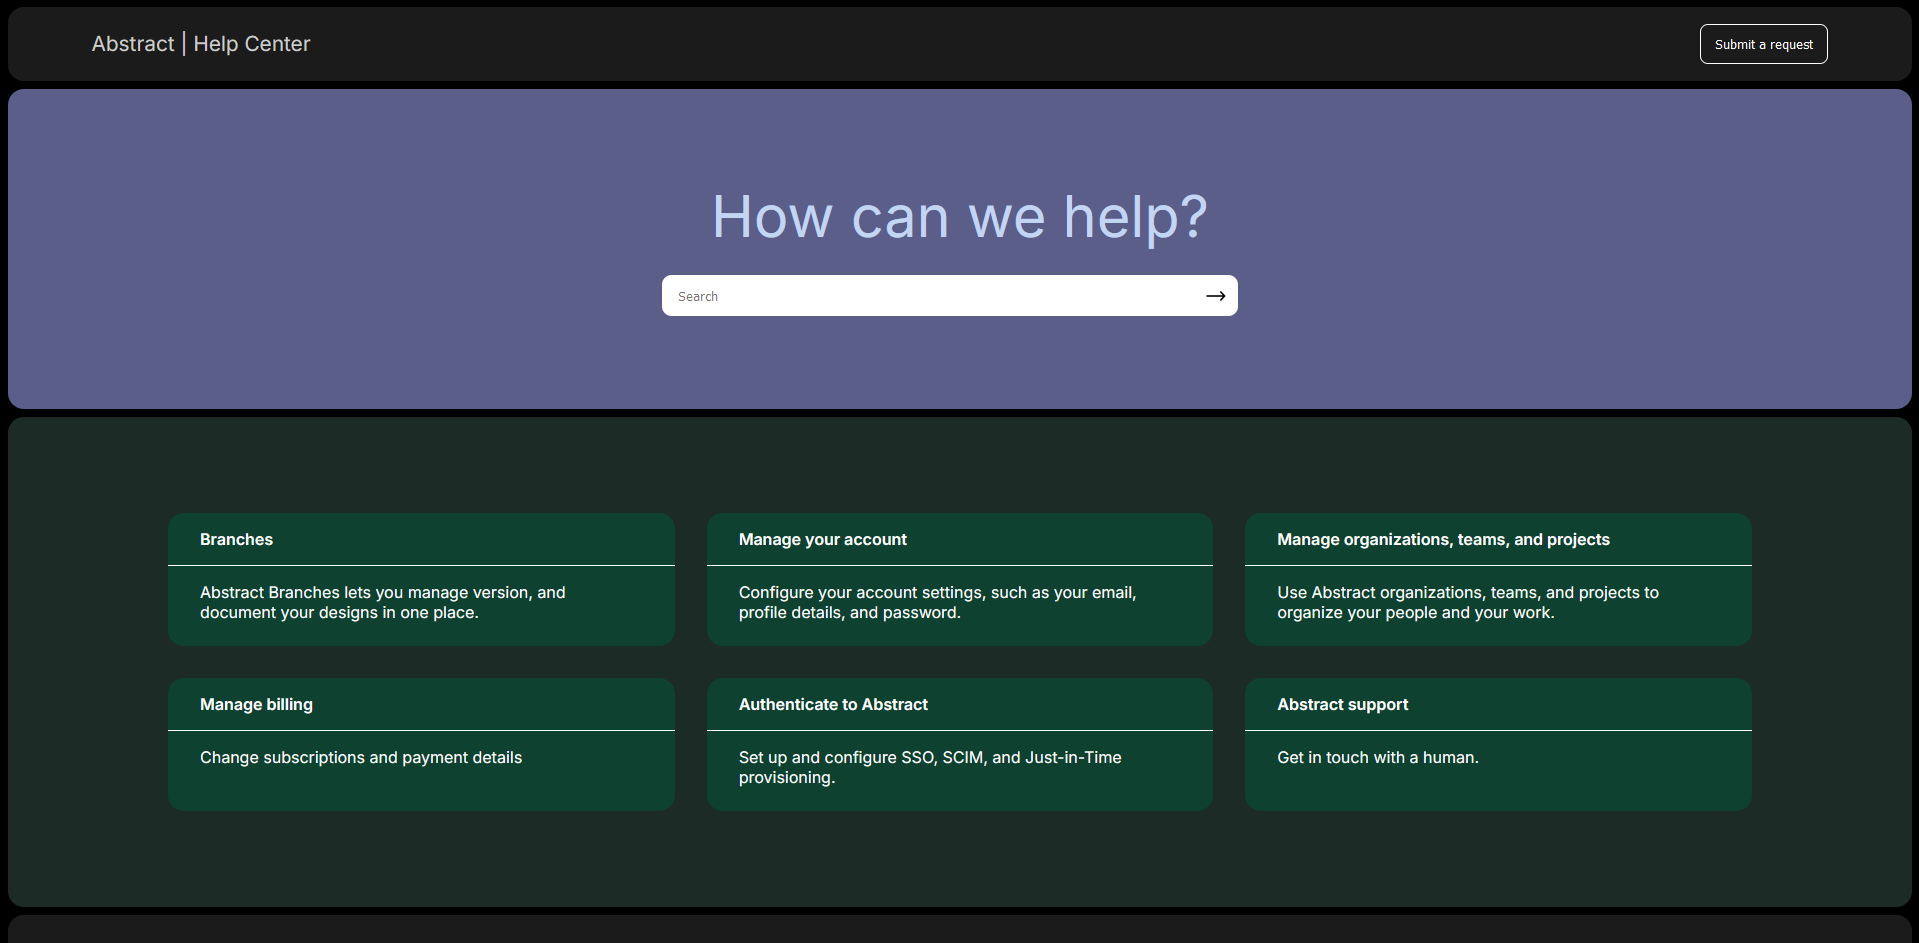 Abstract | Help Center
Submit a request
How can we help?
Search
Branches
Abstract Branches lets you manage version, and
document your designs in one place.
Manage your account
Configure your account settings, such as your email,
profile details, and password.
Manage organizations, teams, and projects
Use Abstract organizations, teams, and projects to
organize your people and your work.
Manage billing
Change subscriptions and payment details
Authenticate to Abstract
Set up and configure SSO, SCIM, and Just-in-Time
provisioning.
Abstract support
Get in touch with a human.